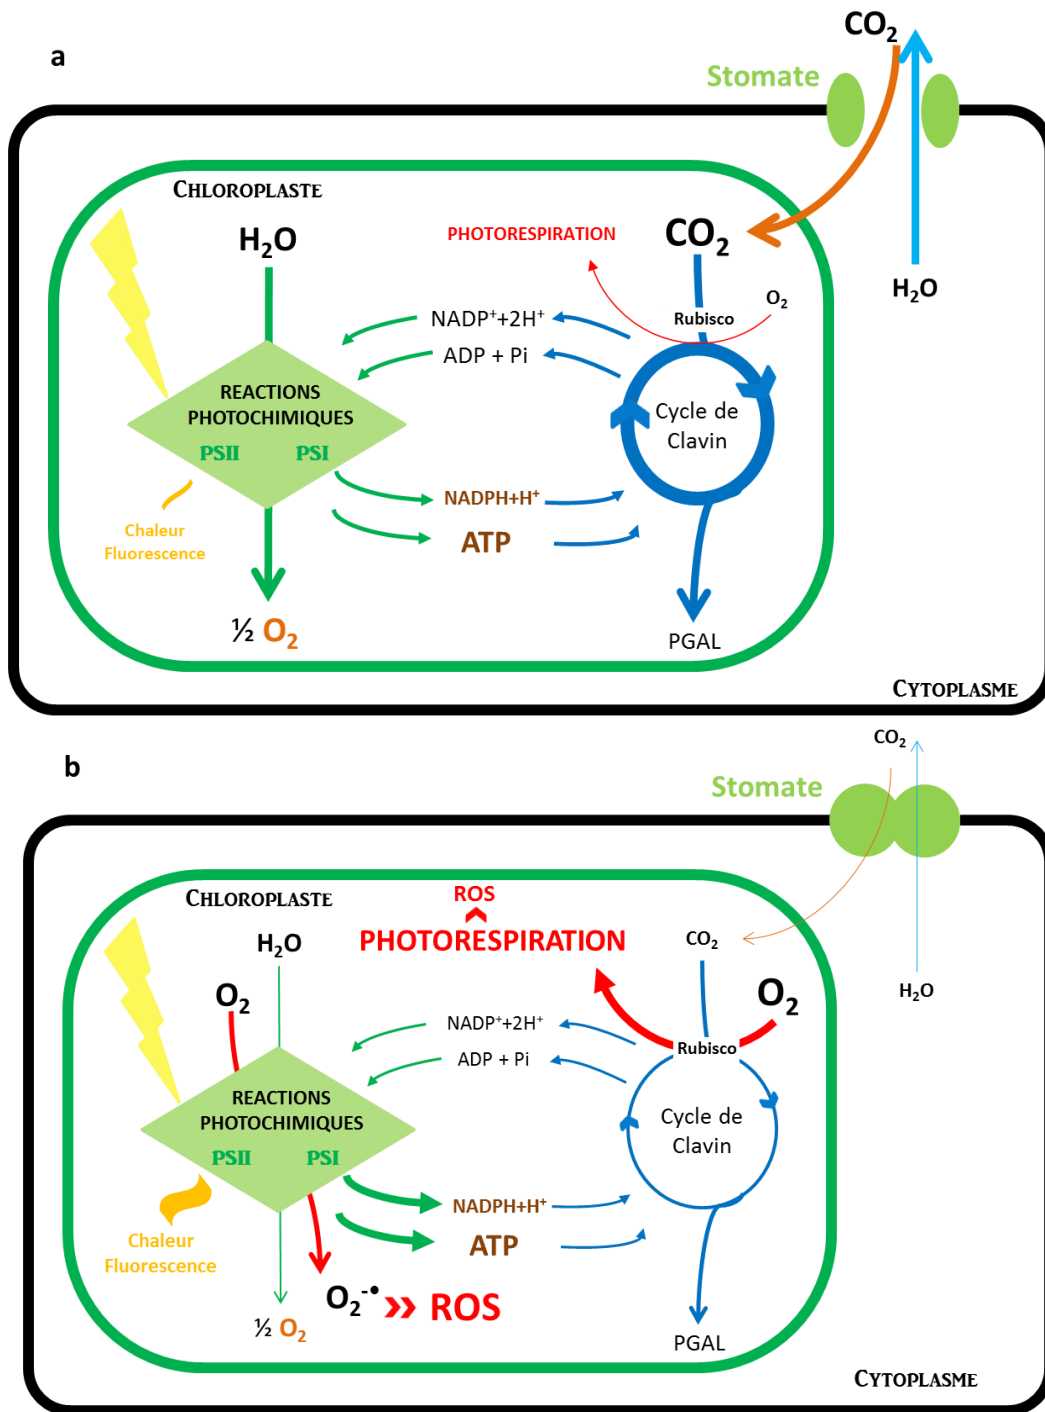 a
CO₂
Stomate
CHLOROPLASTE
H₂O
PHOTORESPIRATION
CO₂
O₂
H₂O
NADP⁺+2H⁺
Rubisco
ADP + Pi
REACTIONS
PHOTOCHIMIQUES
PSII PSI
Cycle de
Clavin
NADPH+H⁺
ATP
Chaleur
Fluorescence
½ O₂
PGAL
CYTOPLASME
b
CO₂
Stomate
CHLOROPLASTE
ROS
PHOTORESPIRATION
H₂O
CO₂
O₂
O₂
H₂O
NADP⁺+2H⁺
Rubisco
ADP + Pi
REACTIONS
PHOTOCHIMIQUES
PSII PSI
Cycle de
Clavin
NADPH+H⁺
ATP
Chaleur
Fluorescence
O₂⁻• » ROS
½ O₂
PGAL
CYTOPLASME